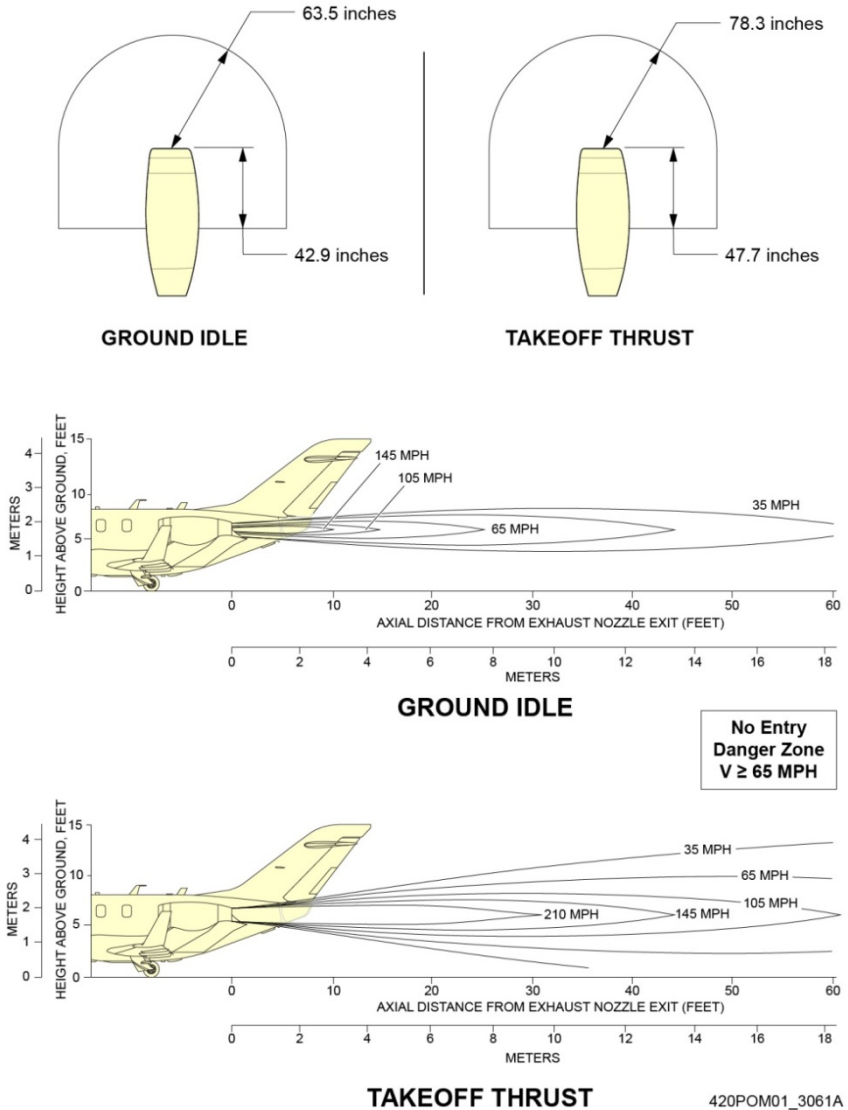 63.5 inches
42.9 inches
GROUND IDLE
78.3 inches
47.7 inches
TAKEOFF THRUST
METERS
4
3
2
1
0
HEIGHT ABOVE GROUND, FEET
15
10
5
0
145 MPH
105 MPH
65 MPH
35 MPH
0 10 20 30 40 50 60
AXIAL DISTANCE FROM EXHAUST NOZZLE EXIT (FEET)
0 2 4 6 8 10 12 14 16 18
METERS
GROUND IDLE
No Entry
Danger Zone
V ≥ 65 MPH
METERS
4
3
2
1
0
HEIGHT ABOVE GROUND, FEET
15
10
5
0
35 MPH
65 MPH
105 MPH
210 MPH
145 MPH
0 10 20 30 40 50 60
AXIAL DISTANCE FROM EXHAUST NOZZLE EXIT (FEET)
0 2 4 6 8 10 12 14 16 18
METERS
TAKEOFF THRUST
420POM01_3061A